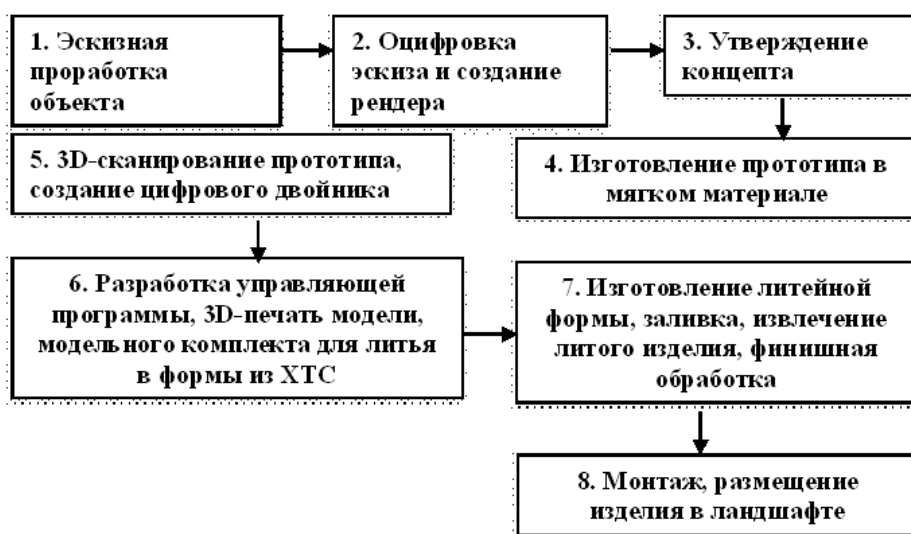 1. Эскизная
проработка
объекта
2. Оцифровка
эскиза и создание
рендера
3. Утверждение
концепта
5. 3D-сканирование прототипа,
создание цифрового двойника
4. Изготовление прототипа в
мягком материале
6. Разработка управляющей
программы, 3D-печать модели,
модельного комплекта для литья
в формы из ХТС
7. Изготовление литейной
формы, заливка, извлечение
литого изделия, финишная
обработка
8. Монтаж, размещение
изделия в ландшафте